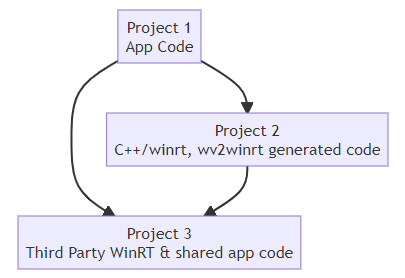 Project 1
App Code
Project 2
C++/winrt, wv2winrt generated code
Project 3
Third Party WinRT & shared app code